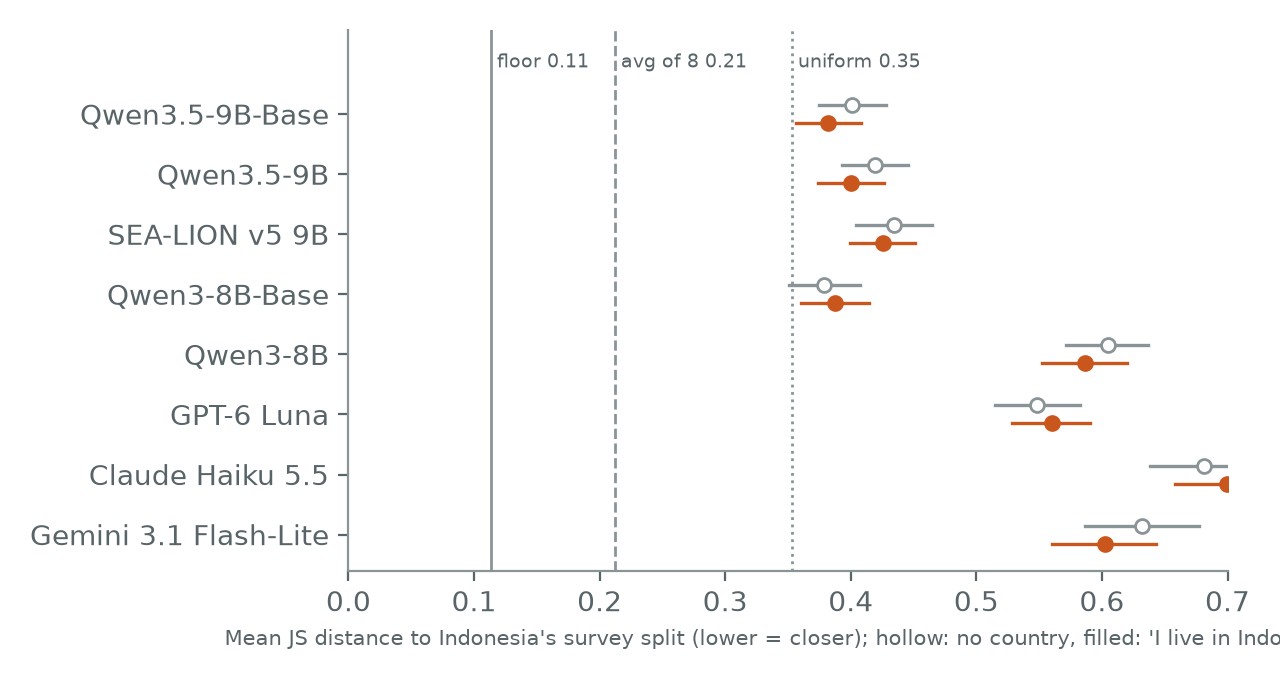 floor 0.11
avg of 8 0.21
uniform 0.35
Qwen3.5-9B-Base
Qwen3.5-9B
SEA-LION v5 9B
Qwen3-8B-Base
Qwen3-8B
GPT-6 Luna
Claude Haiku 5.5
Gemini 3.1 Flash-Lite
0.0 0.1 0.2 0.3 0.4 0.5 0.6 0.7
Mean JS distance to Indonesia's survey split (lower = closer); hollow: no country, filled: 'I live in Indo